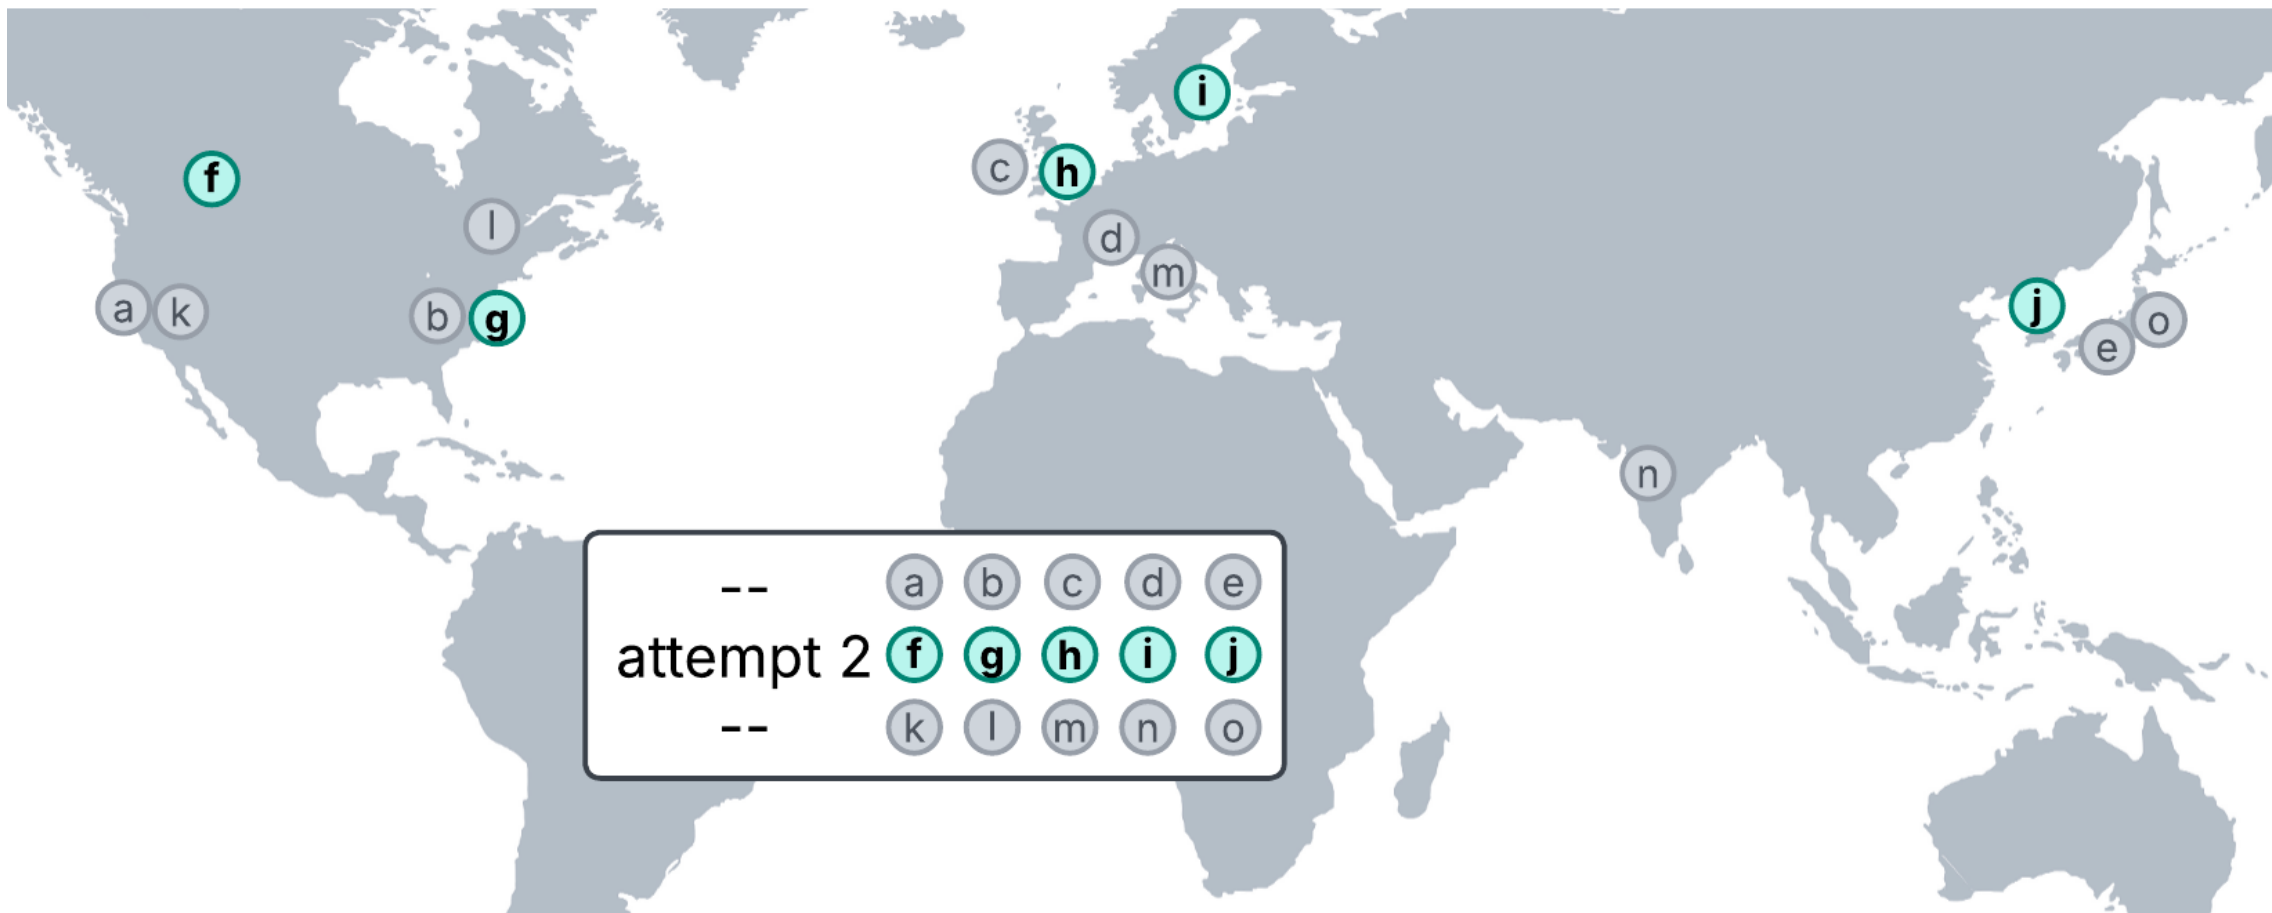 i
c
h
f
l
d
m
a
k
b
g
j
o
e
n
-- a b c d e
attempt 2 f g h i j
-- k l m n o